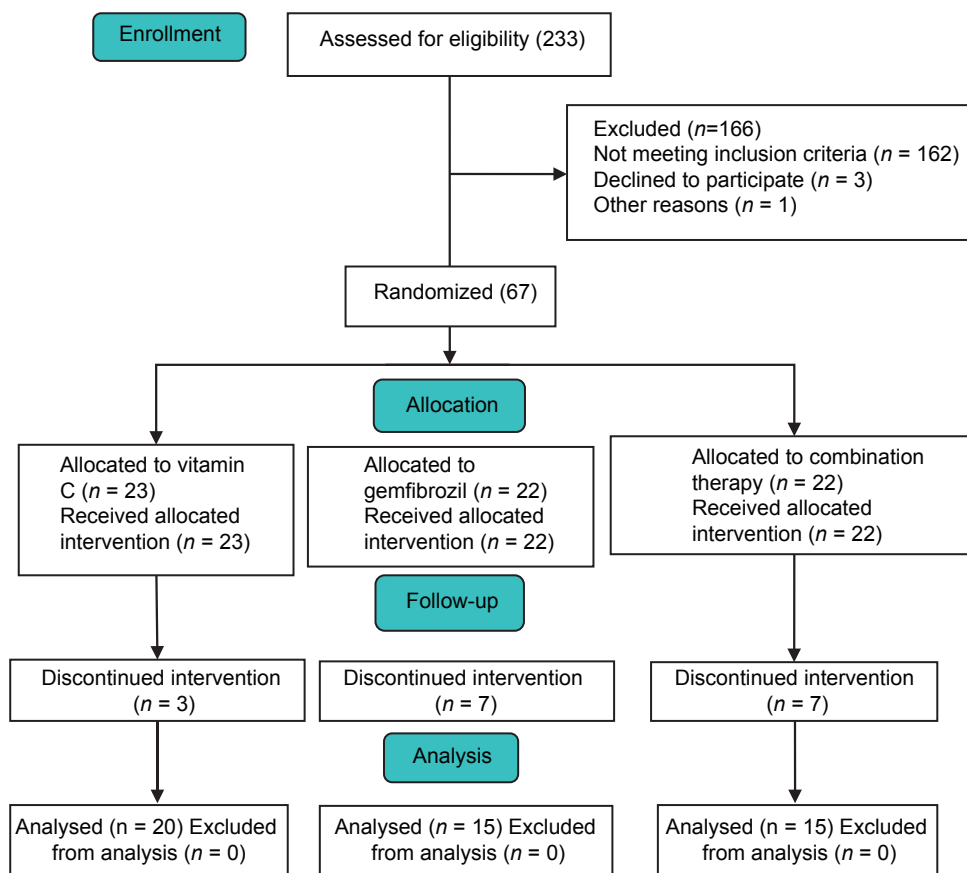 Enrollment
Assessed for eligibility (233)
Excluded (n=166)
Not meeting inclusion criteria (n = 162)
Declined to participate (n = 3)
Other reasons (n = 1)
Randomized (67)
Allocation
Allocated to vitamin
C (n = 23)
Received allocated
intervention (n = 23)
Allocated to
gemfibrozil (n = 22)
Received allocated
intervention (n = 22)
Allocated to combination
therapy (n = 22)
Received allocated
intervention (n = 22)
Follow-up
Discontinued intervention
(n = 3)
Discontinued intervention
(n = 7)
Discontinued intervention
(n = 7)
Analysis
Analysed (n = 20) Excluded
from analysis (n = 0)
Analysed (n = 15) Excluded
from analysis (n = 0)
Analysed (n = 15) Excluded
from analysis (n = 0)